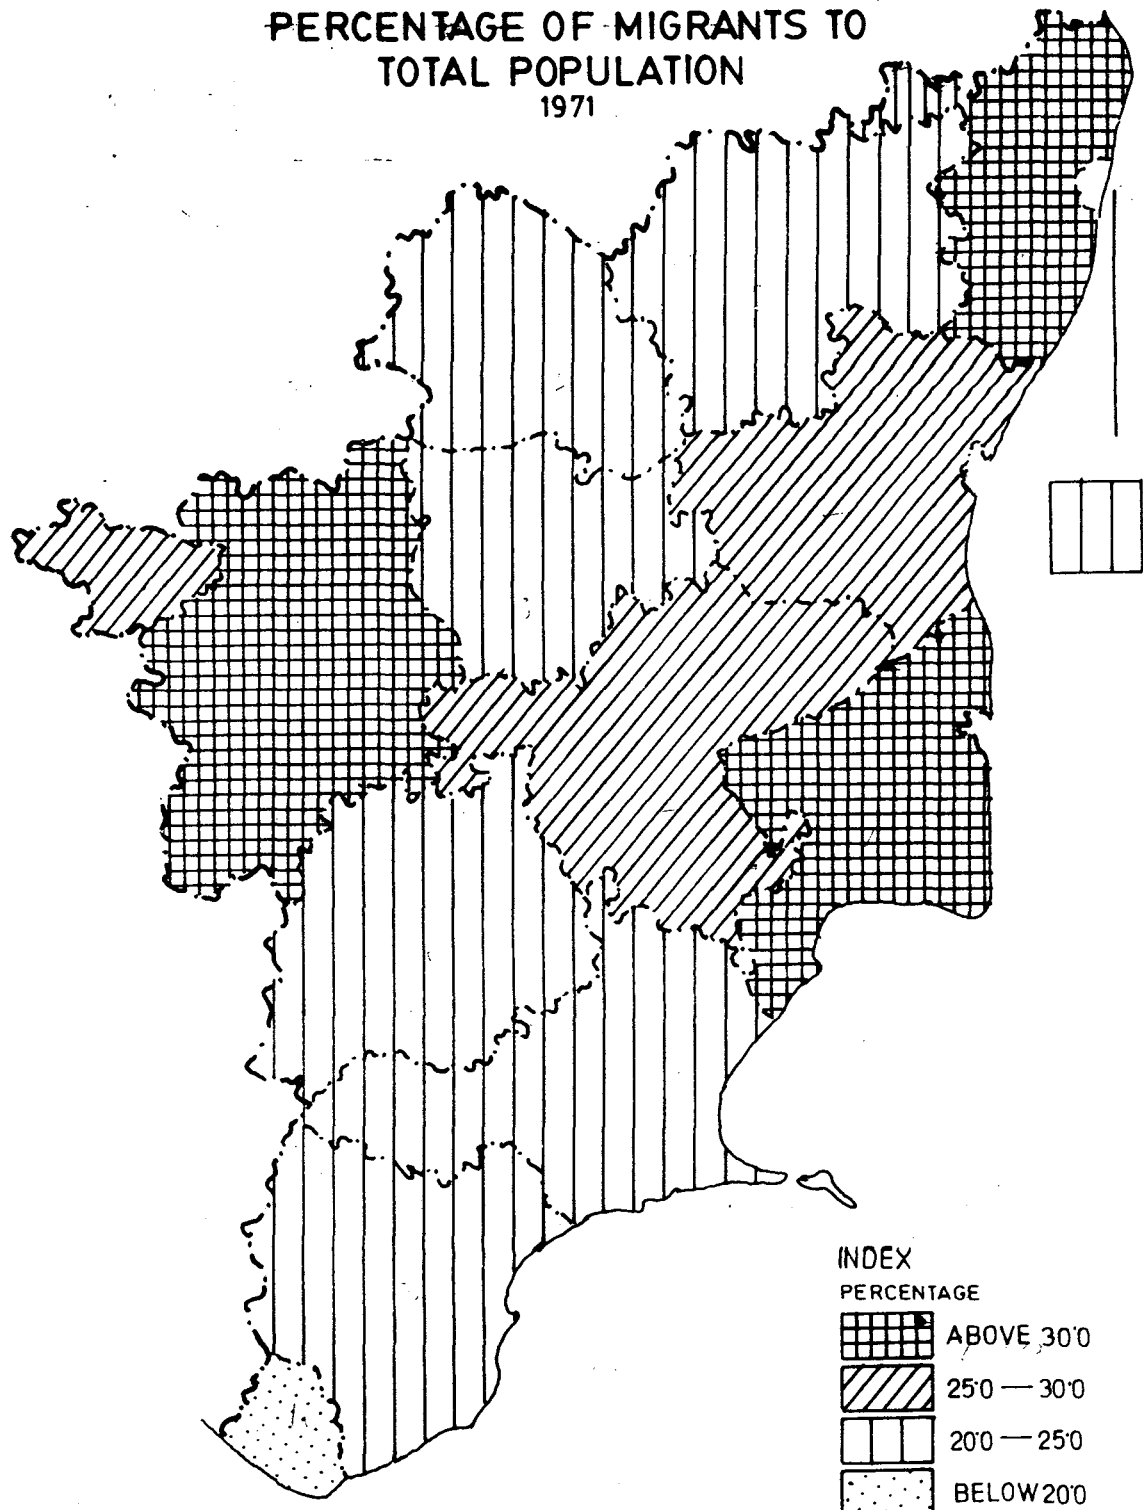 PERCENTAGE OF MIGRANTS TO
TOTAL POPULATION
1971
INDEX
PERCENTAGE
ABOVE 30·0
25·0 — 30·0
20·0 — 25·0
BELOW 20·0